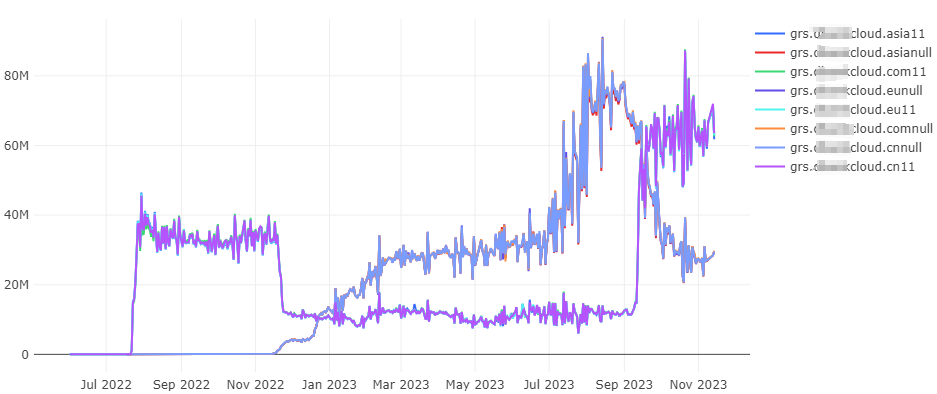 80M
60M
40M
20M
0
Jul 2022 Sep 2022 Nov 2022 Jan 2023 Mar 2023 May 2023 Jul 2023 Sep 2023 Nov 2023
grs. cloud.asia11
grs. cloud.asianull
grs. cloud.com11
grs. cloud.eunull
grs. cloud.eu11
grs. cloud.comnull
grs. cloud.cnnull
grs. cloud.cn11